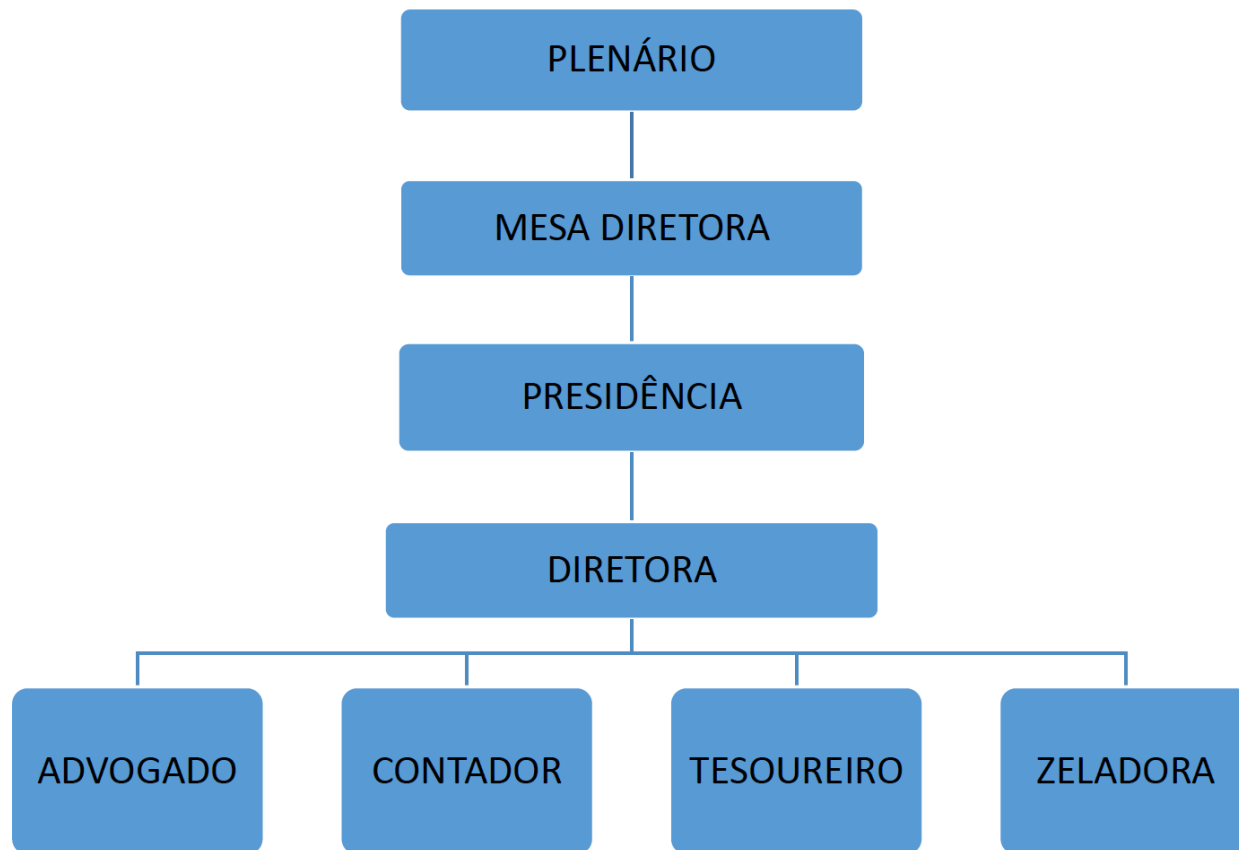 PLENÁRIO
MESA DIRETORA
PRESIDÊNCIA
DIRETORA
ADVOGADO
CONTADOR
TESOUREIRO
ZELADORA